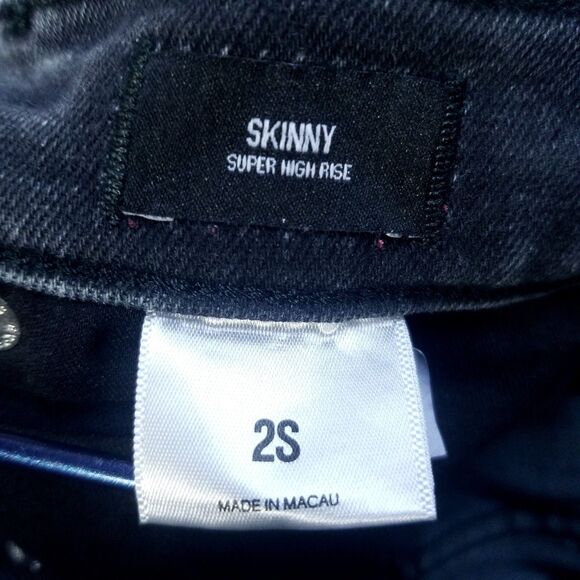 SKINNY
SUPER HIGH RISE
2S
MADE IN MACAU